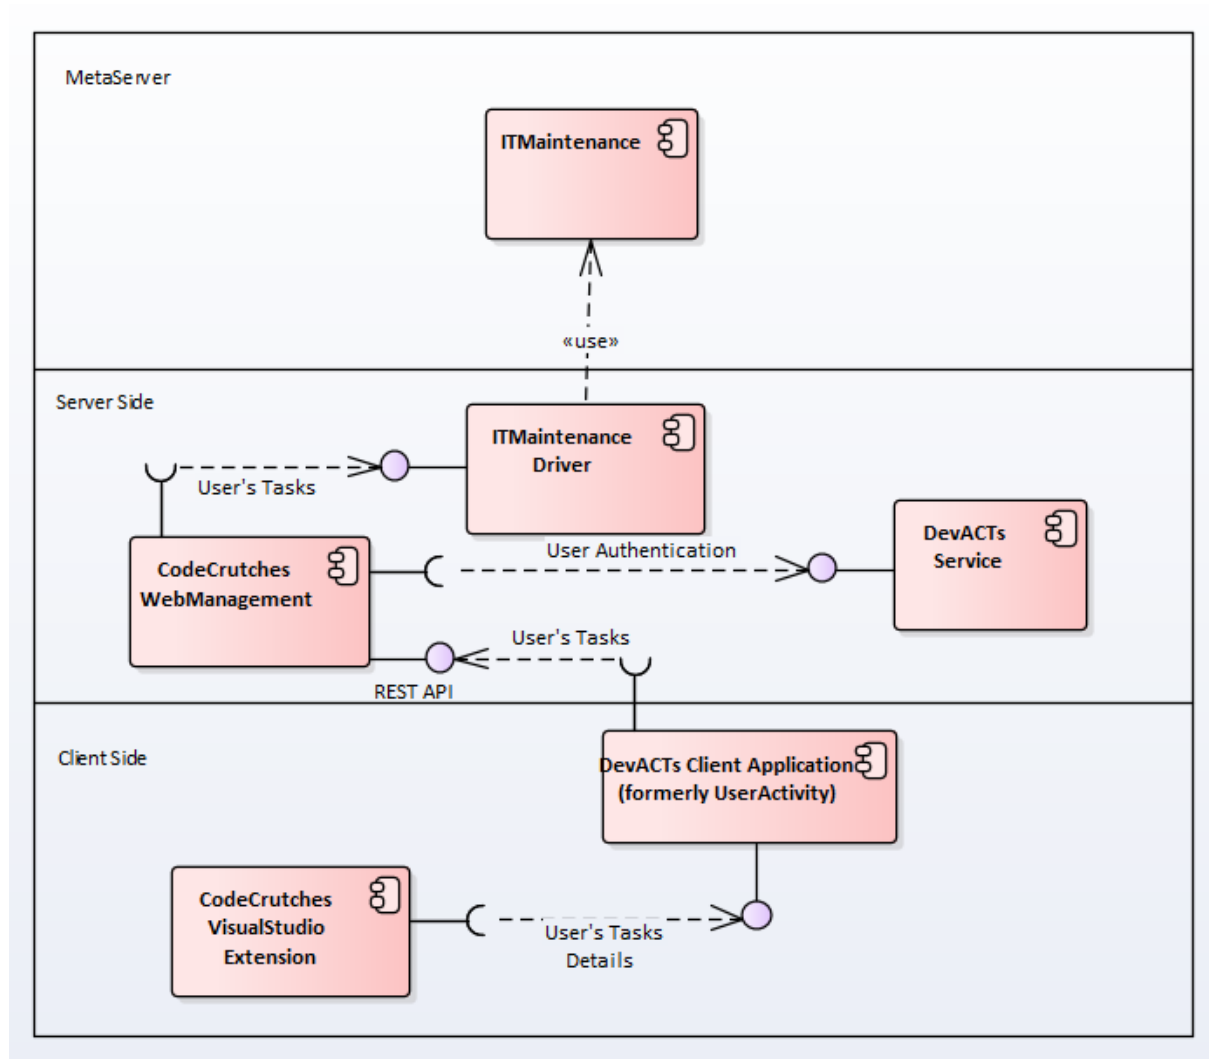 MetaServer
ITMaintenance
«use»
Server Side
ITMaintenance
Driver
User's Tasks
DevACTs
Service
User Authentication
CodeCrutches
WebManagement
User's Tasks
REST API
Client Side
DevACTs Client Application
(formerly UserActivity)
CodeCrutches
VisualStudio
Extension
User's Tasks
Details